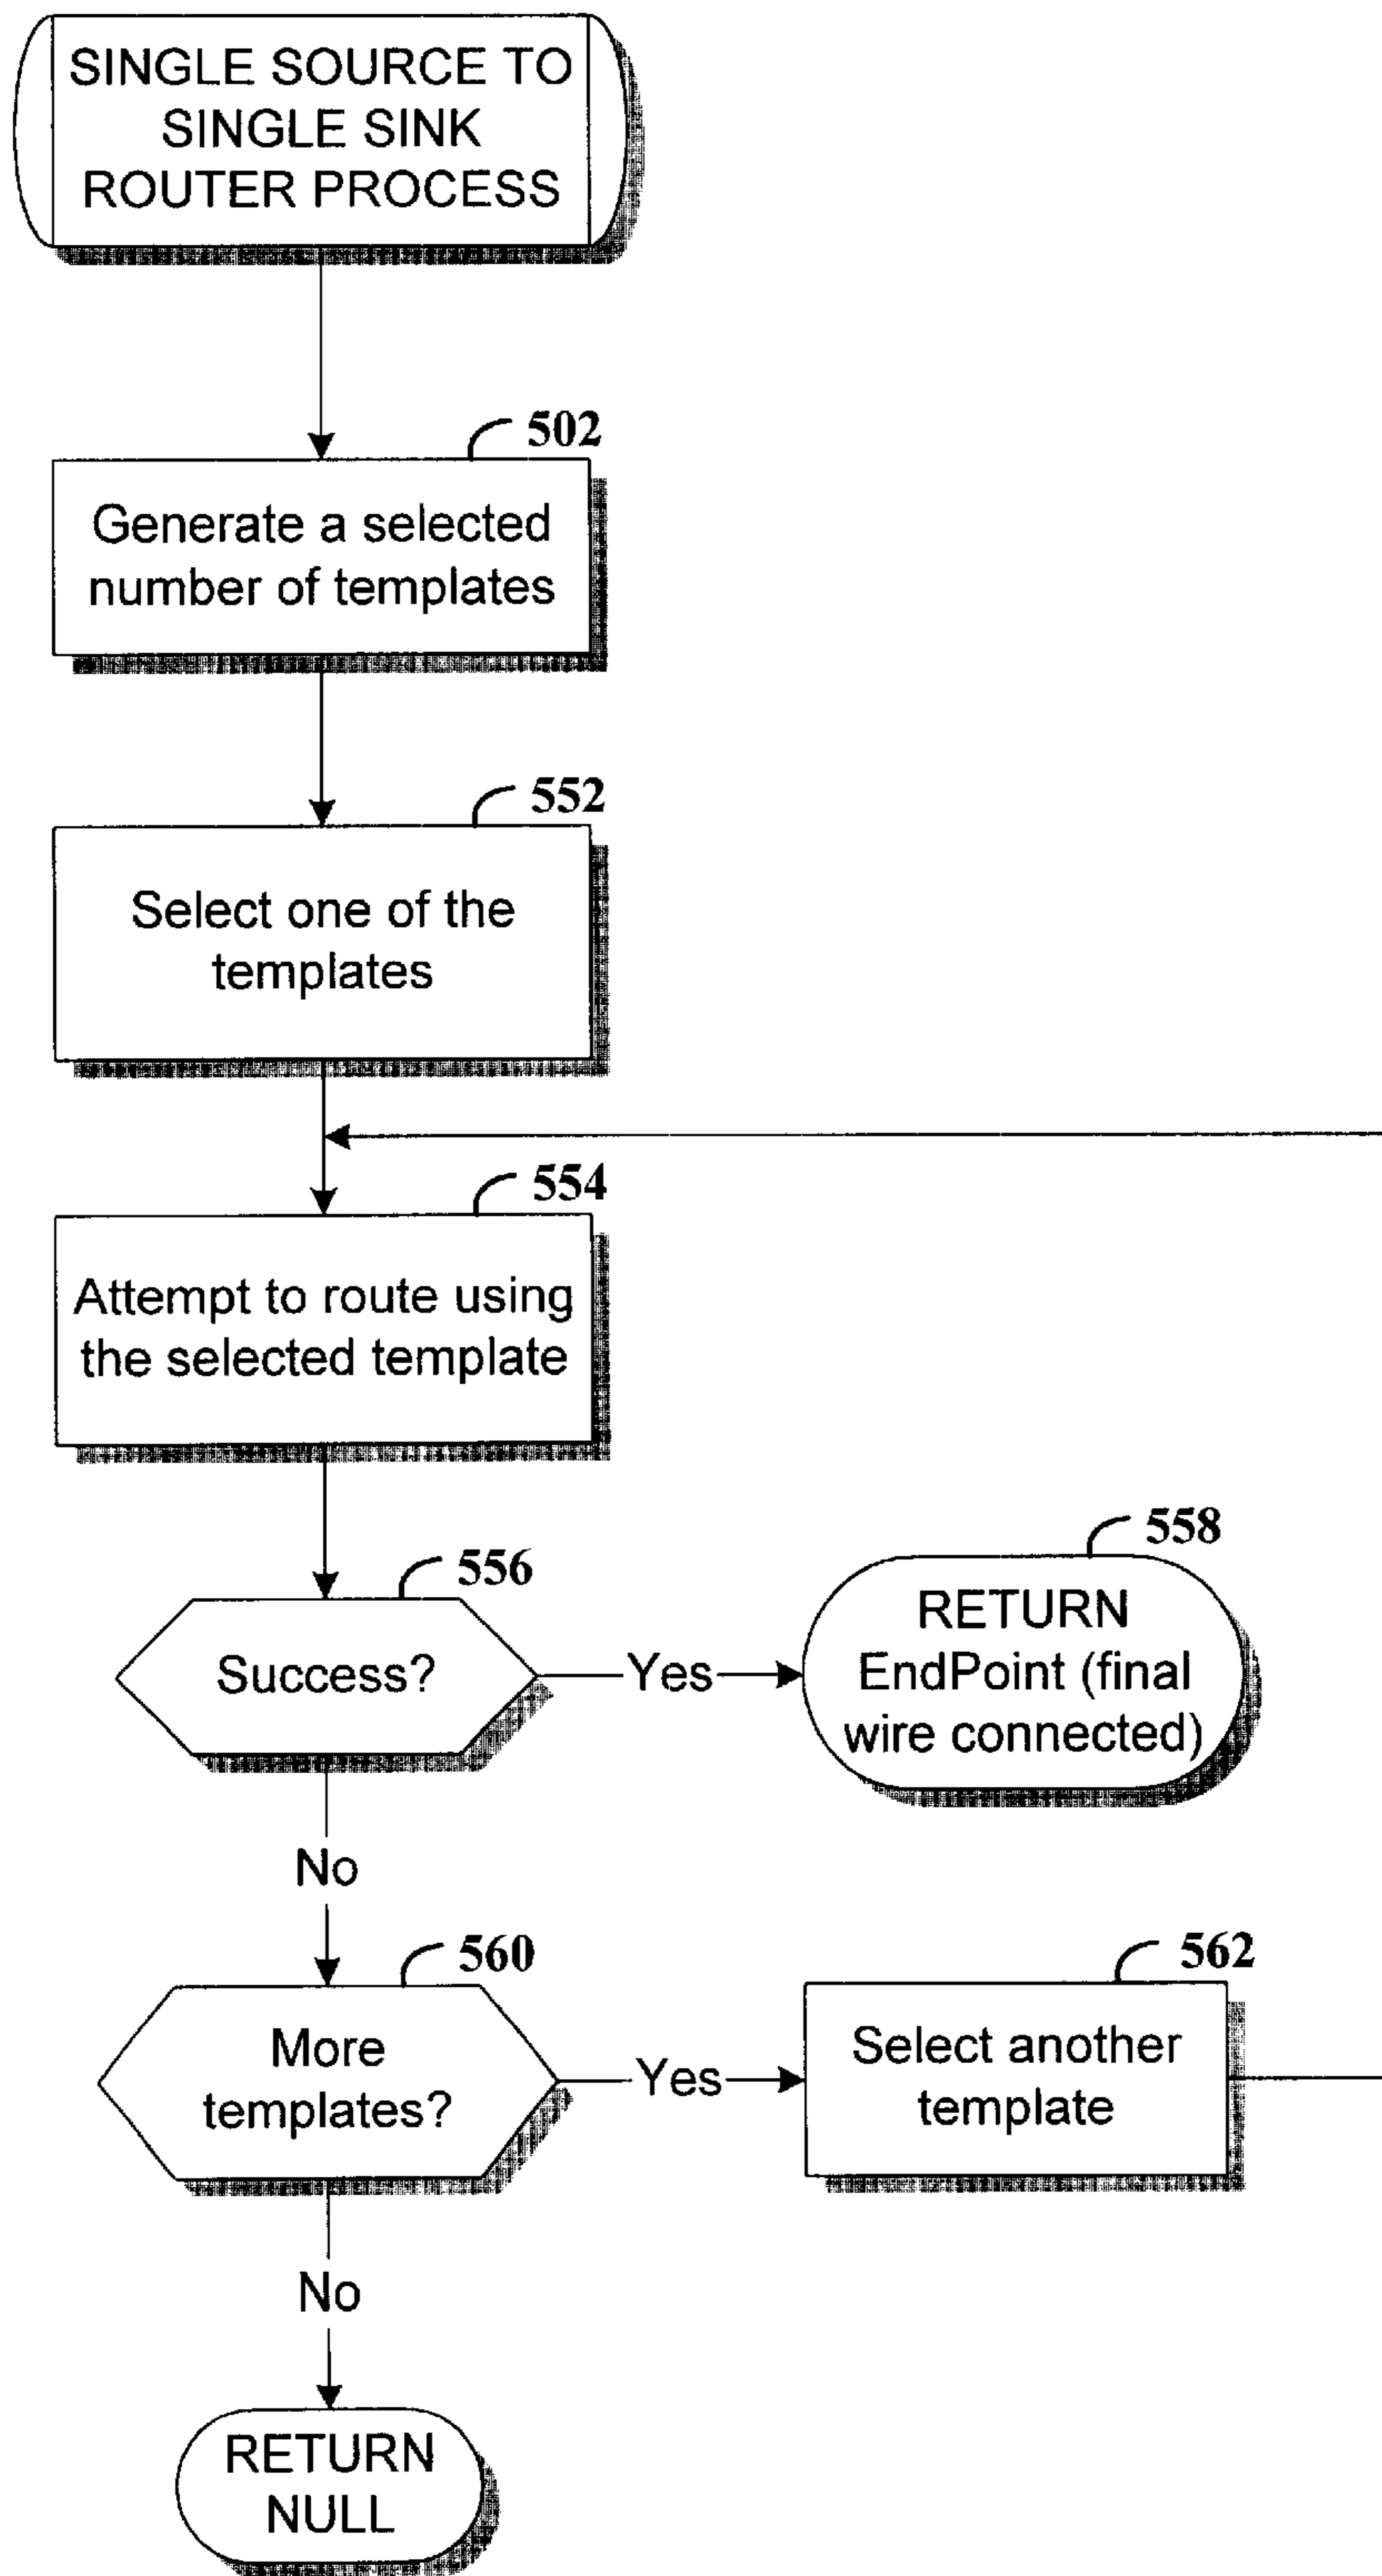 SINGLE SOURCE TO
SINGLE SINK
ROUTER PROCESS
502
Generate a selected
number of templates
552
Select one of the
templates
554
Attempt to route using
the selected template
556
Success?
Yes
558
RETURN
EndPoint (final
wire connected)
No
560
More
templates?
Yes
562
Select another
template
No
RETURN
NULL